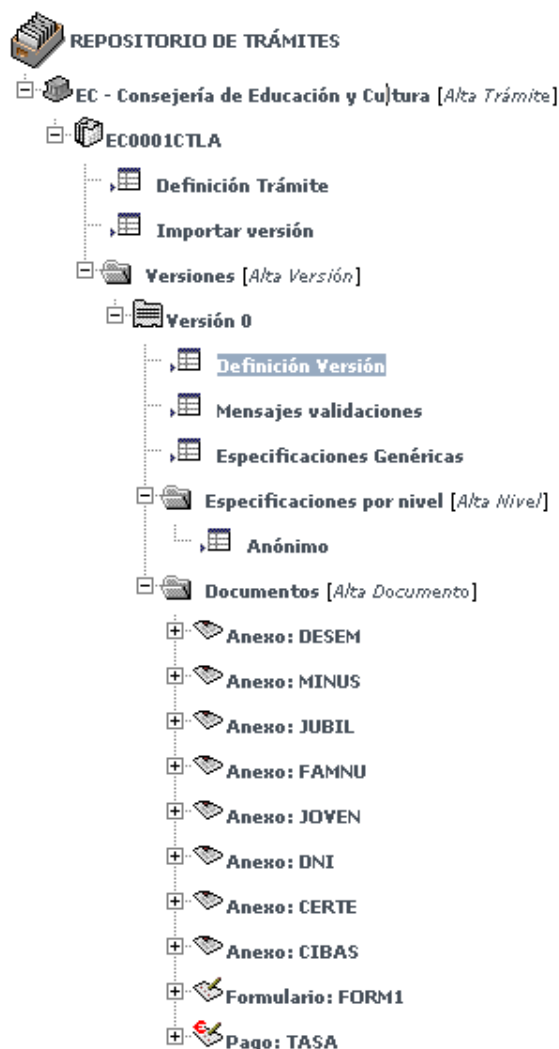 REPOSITORIO DE TRÁMITES
EC - Consejería de Educación y Cultura [Alta Trámite]
EC0001CTLA
Definición Trámite
Importar versión
Versiones [Alta Versión]
Versión 0
Definición Versión
Mensajes validaciones
Especificaciones Genéricas
Especificaciones por nivel [Alta Nivel]
Anónimo
Documentos [Alta Documento]
Anexo: DESEM
Anexo: MINUS
Anexo: JUBIL
Anexo: FAMNU
Anexo: JOVEN
Anexo: DNI
Anexo: CERTE
Anexo: CIBAS
Formulario: FORM1
Pago: TASA